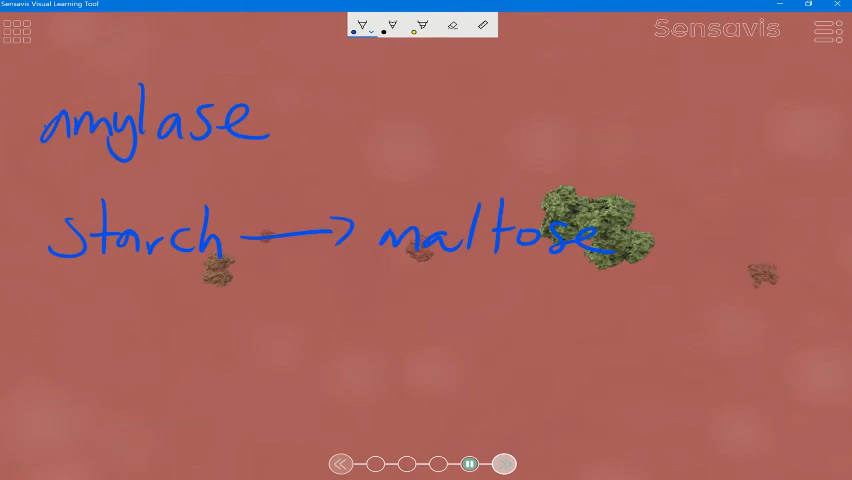 Sensavis Visual Learning Tool
Sensavis
amylase
starch → maltose